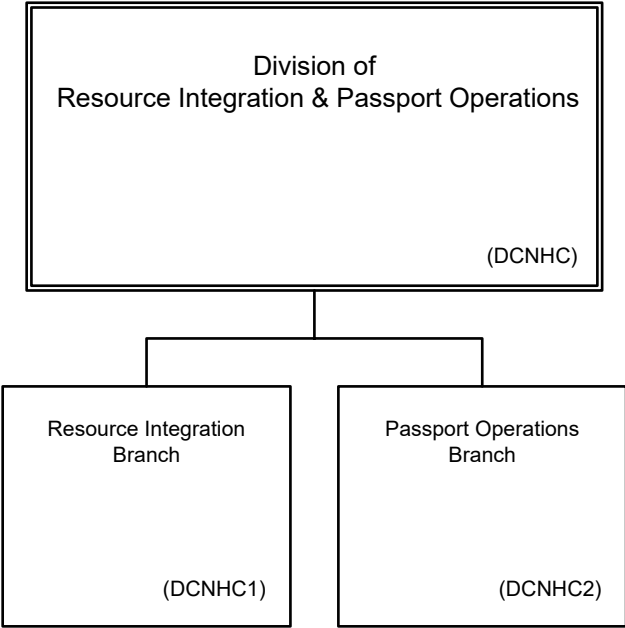 Division of
Resource Integration & Passport Operations
(DCNHC)
Resource Integration
Branch
(DCNHC1)
Passport Operations
Branch
(DCNHC2)